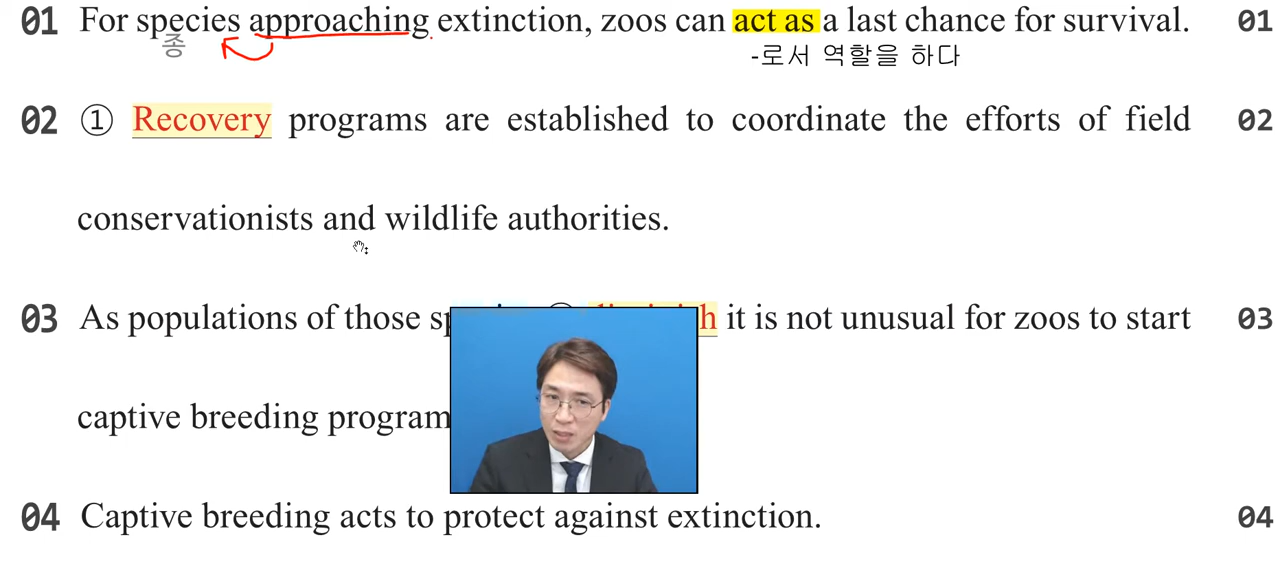 01 For species approaching extinction, zoos can act as a last chance for survival. 01
종
-로서 역할을 하다
02 ① Recovery programs are established to coordinate the efforts of field 02
conservationists and wildlife authorities.
03 As populations of those it is not unusual for zoos to start 03
captive breeding
04 Captive breeding acts to protect against extinction. 04